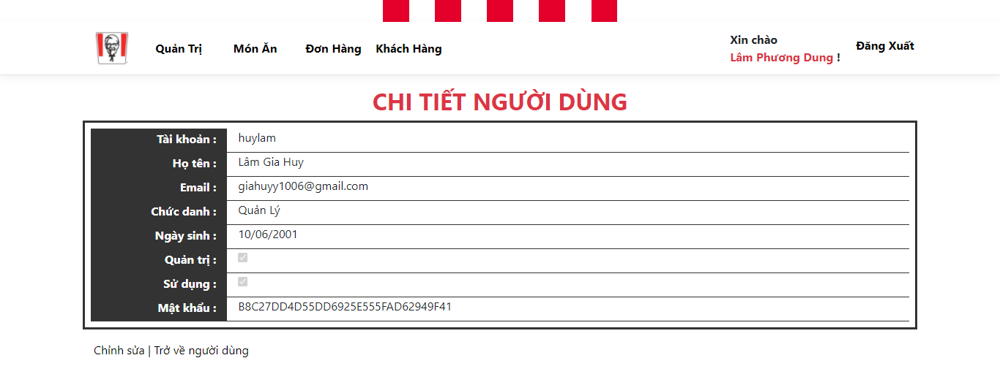 Quản Trị Món Ăn Đơn Hàng Khách Hàng Xin chào Đăng Xuất
Lâm Phương Dung !
CHI TIẾT NGƯỜI DÙNG
Tài khoản : huylam
Họ tên : Lâm Gia Huy
Email : giahuyy1006@gmail.com
Chức danh : Quản Lý
Ngày sinh : 10/06/2001
Quản trị :
Sử dụng :
Mật khẩu : B8C27DD4D55DD6925E555FAD62949F41
Chỉnh sửa | Trở về người dùng